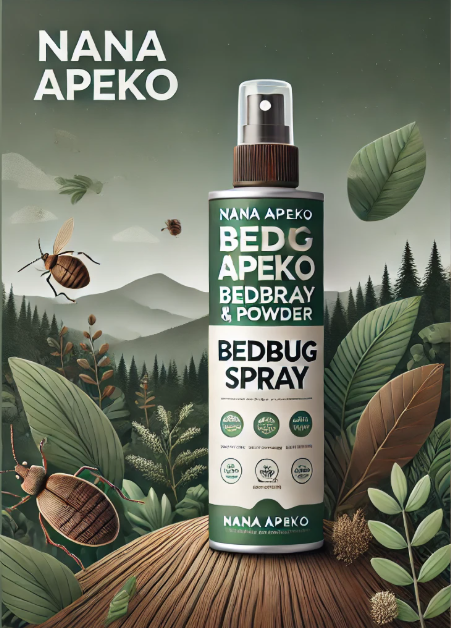 NANA
APEKO
NANA APEKO
BEDG
APEKO
BEDBRAY
& POWDER
BEDBUG
SPRAY
NANA APEKO